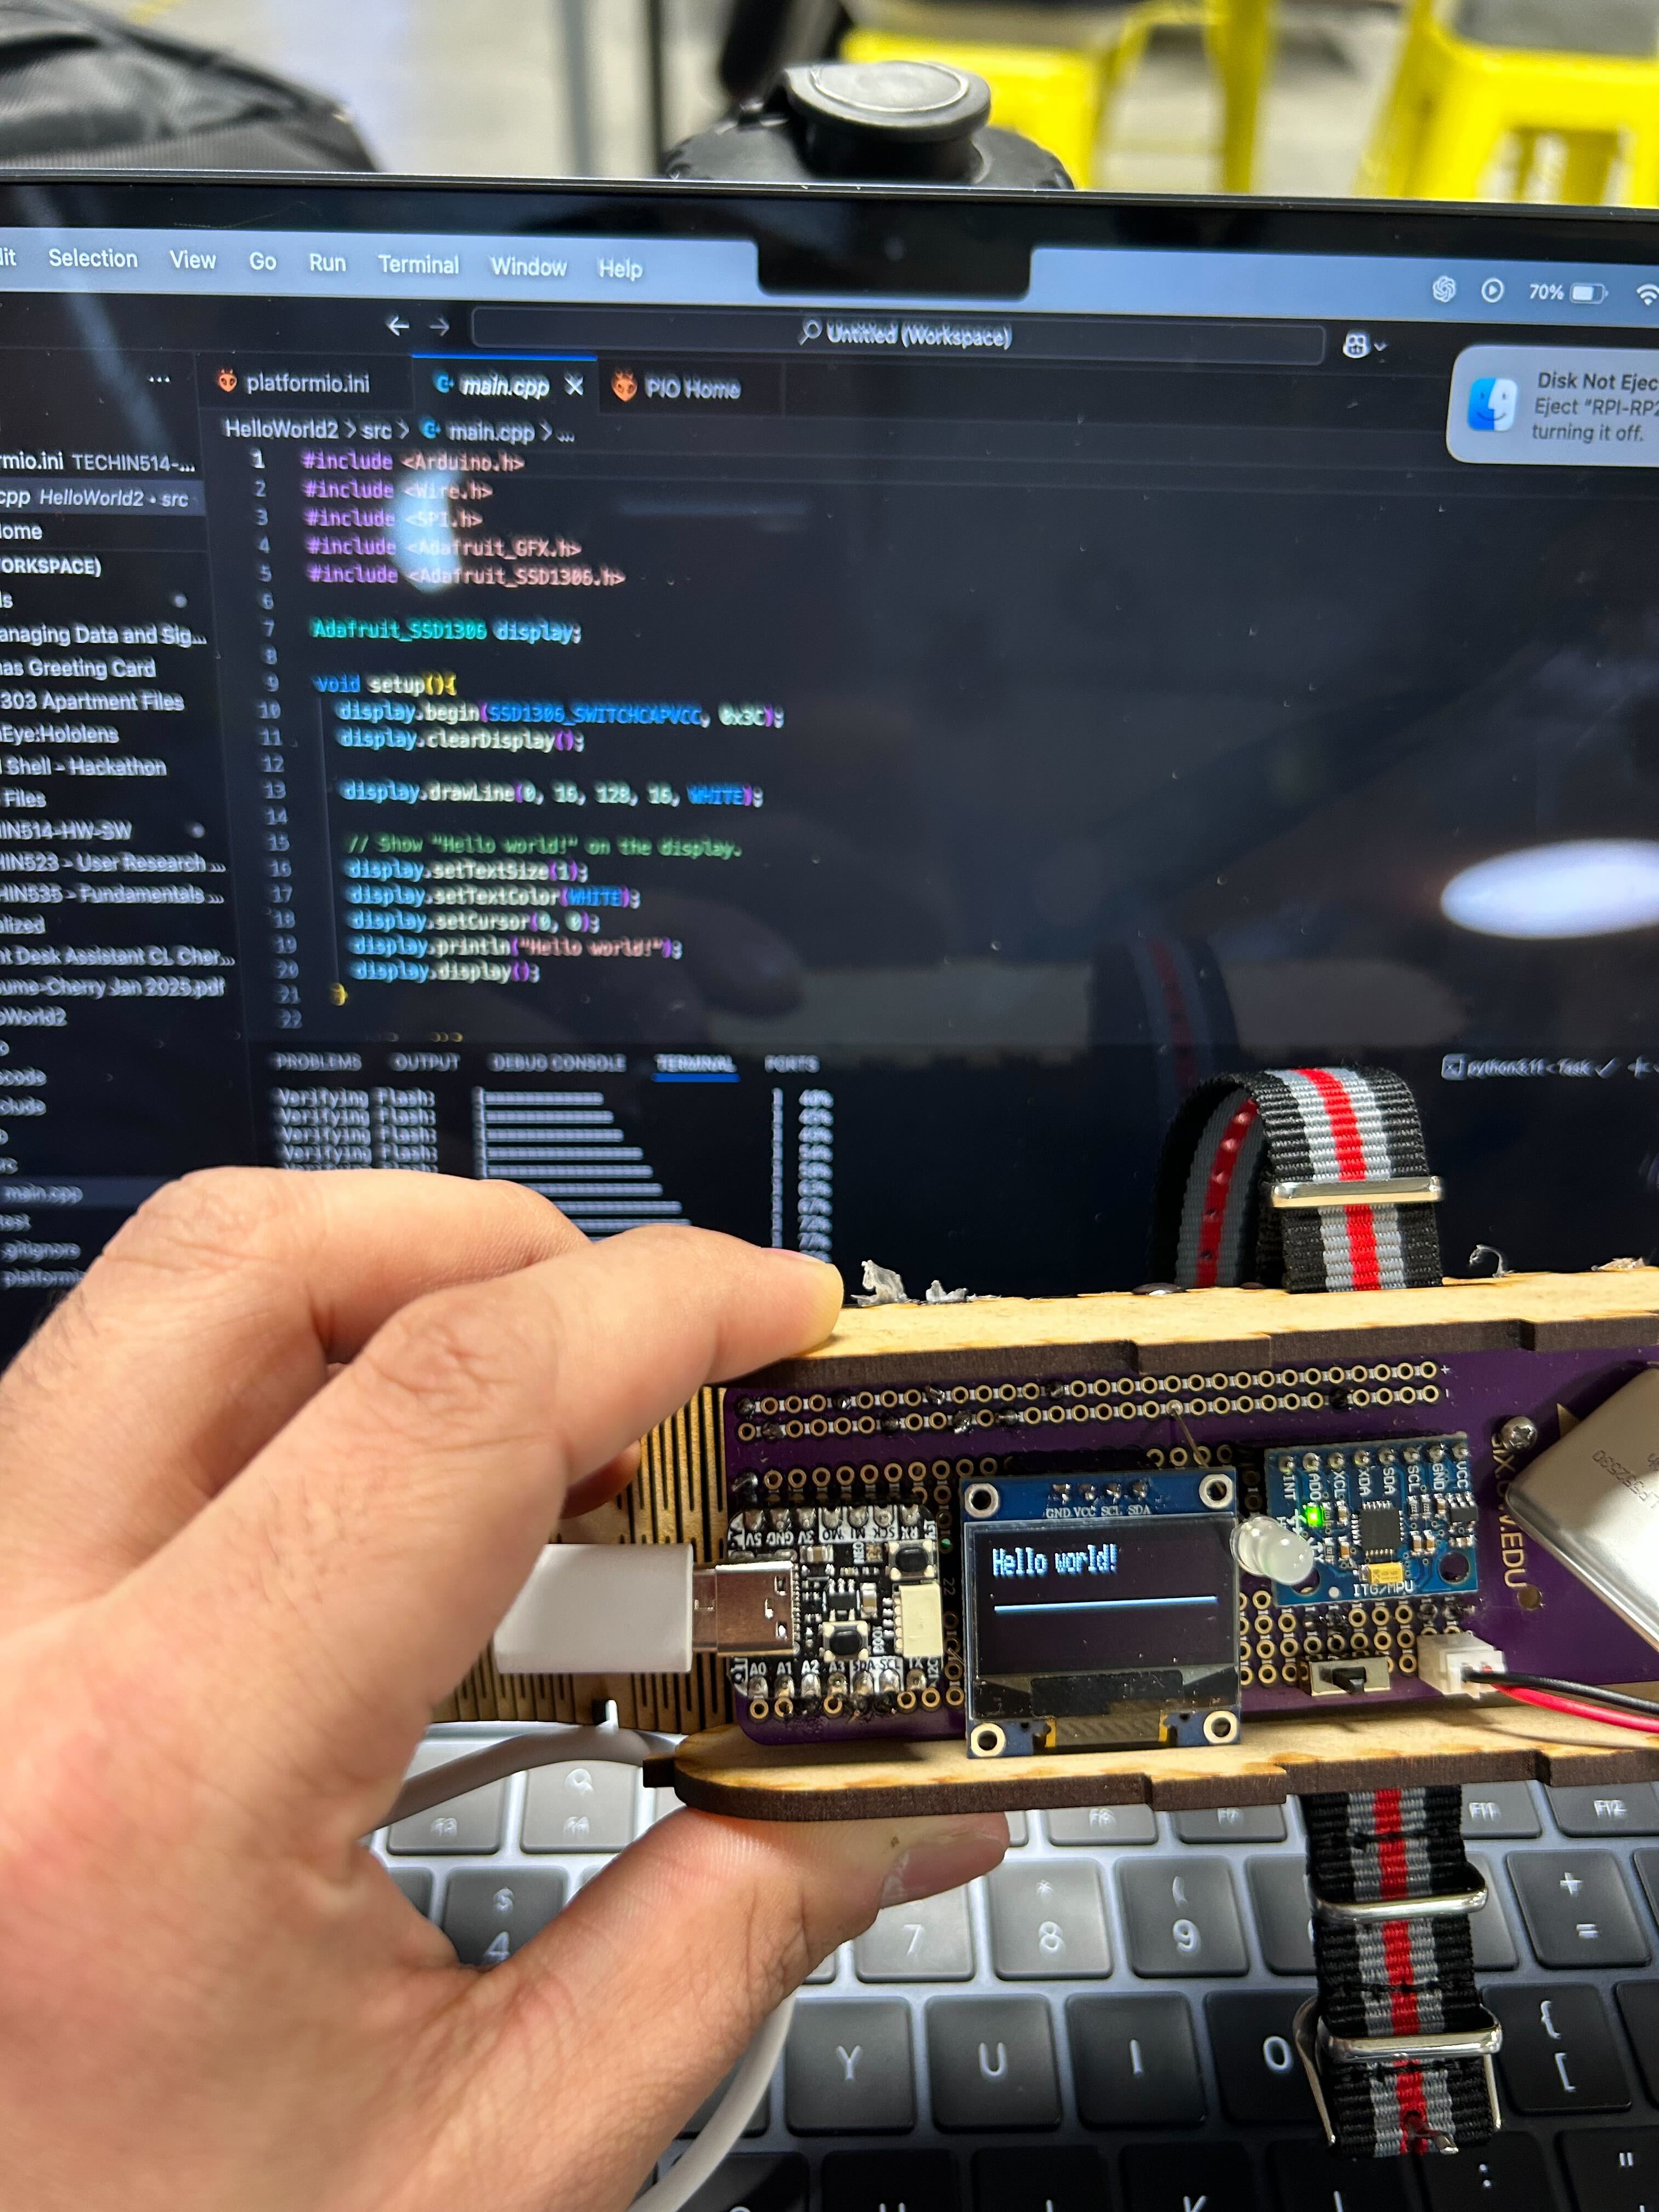 Selection View Go Run Terminal Window Help
70%
Untitled (Workspace)
platformio.ini main.cpp PIO Home
Disk Not Ejec
Eject "RPI-RP2
turning it off.
HelloWorld2 > src > main.cpp > ...
rmio.ini TECHIN514-...
cpp HelloWorld2 • src
ome
ORKSPACE)
ls
anaging Data and Sig...
as Greeting Card
303 Apartment Files
Eye:Hololens
Shell - Hackathon
Files
IN514-HW-SW
HIN523 - User Research ...
HIN535 - Fundamentals ...
alized
nt Desk Assistant CL Cher...
ume-Cherry Jan 2025.pdf
oWorld2
o
scode
clude
b
rc
main.cpp
test
.gitignore
platformi
1 #include <Arduino.h>
2 #include <Wire.h>
3 #include <SPI.h>
4 #include <Adafruit_GFX.h>
5 #include <Adafruit_SSD1306.h>
6
7 Adafruit_SSD1306 display;
8
9 void setup(){
10 display.begin(SSD1306_SWITCHCAPVCC, 0x3C);
11 display.clearDisplay();
12
13 display.drawLine(0, 16, 128, 16, WHITE);
14
15 // Show "Hello world!" on the display.
16 display.setTextSize(1);
17 display.setTextColor(WHITE);
18 display.setCursor(0, 0);
19 display.println("Hello world!");
20 display.display();
21 }
22
PROBLEMS OUTPUT DEBUG CONSOLE TERMINAL PORTS
python3.11 - Task
Verifying Flash:
Verifying Flash:
Verifying Flash:
Verifying Flash:
GND VCC SCL SDA
Hello world!
INT ADO XCL XDA SDA SCL GND VCC
ITG/MPU
5V GND 3V MO MI SCK RX
A0 A1 A2 A3 SDA SCL TX
22
.EDU
F3 F4 F6 F7 F11 F12
$ * ( +
4 7 8 9 =
Y U I O { [